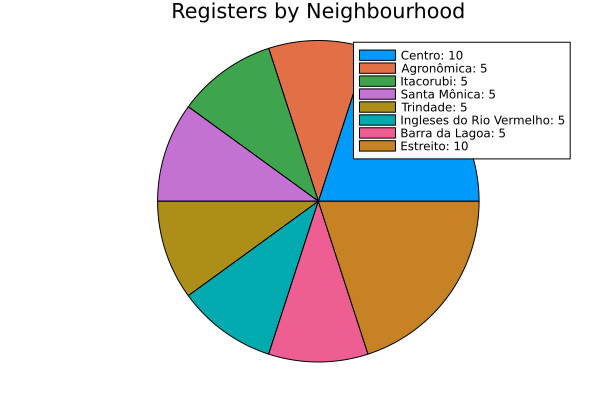 Registers by Neighbourhood
Centro: 10
Agronômica: 5
Itacorubi: 5
Santa Mônica: 5
Trindade: 5
Ingleses do Rio Vermelho: 5
Barra da Lagoa: 5
Estreito: 10